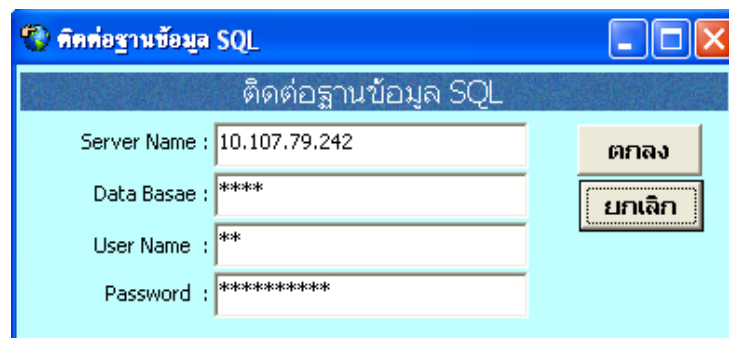 ติดต่อฐานข้อมูล SQL
ติดต่อฐานข้อมูล SQL
Server Name : 10.107.79.242
ตกลง
Data Basae : ****
ยกเลิก
User Name : **
Password : **********